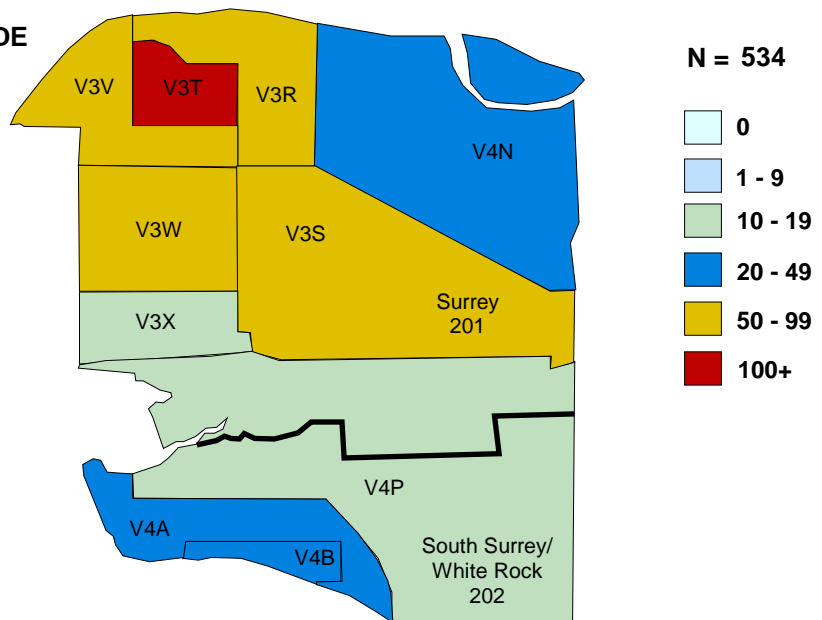 DE
N = 534
0
1 - 9
10 - 19
20 - 49
50 - 99
100+
V3V
V3T
V3R
V4N
V3W
V3S
V3X
Surrey
201
V4P
V4A
V4B
South Surrey/
White Rock
202